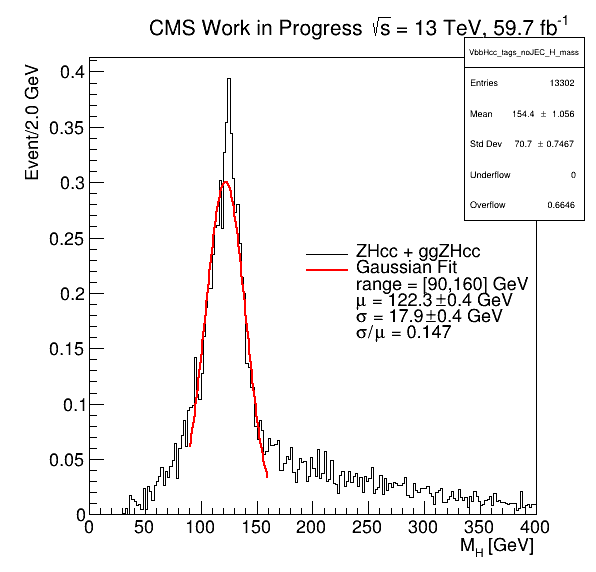 CMS Work in Progress √s = 13 TeV, 59.7 fb⁻¹
VbbHcc_tags_noJEC_H_mass
Entries 13302
Mean 154.4 ± 1.056
Std Dev 70.7 ± 0.7467
Underflow 0
Overflow 0.6646
Event/2.0 GeV
0.4
0.35
0.3
0.25
0.2
0.15
0.1
0.05
0
ZHcc + ggZHcc
Gaussian Fit
range = [90,160] GeV
μ = 122.3±0.4 GeV
σ = 17.9±0.4 GeV
σ/μ = 0.147
0 50 100 150 200 250 300 350 400
M_H [GeV]